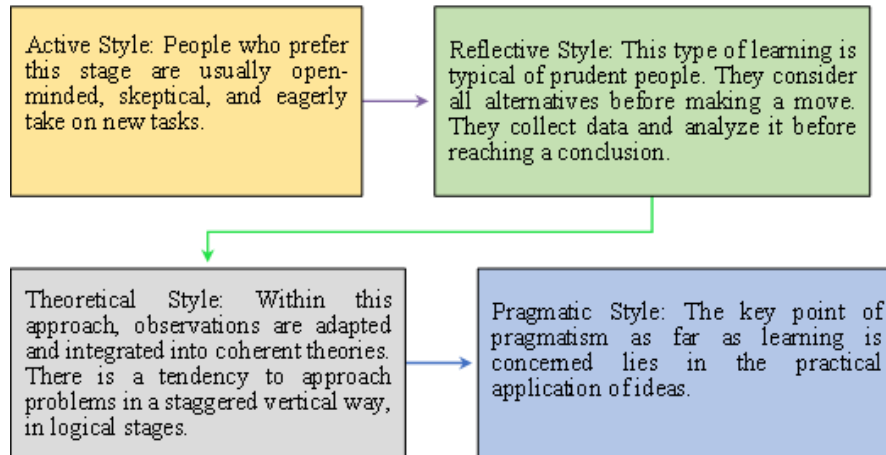 Active Style: People who prefer
this stage are usually open-
minded, skeptical, and eagerly
take on new tasks.
Reflective Style: This type of learning is
typical of prudent people. They consider
all alternatives before making a move.
They collect data and analyze it before
reaching a conclusion.
Theoretical Style: Within this
approach, observations are adapted
and integrated into coherent theories.
There is a tendency to approach
problems in a staggered vertical way,
in logical stages.
Pragmatic Style: The key point of
pragmatism as far as learning is
concerned lies in the practical
application of ideas.